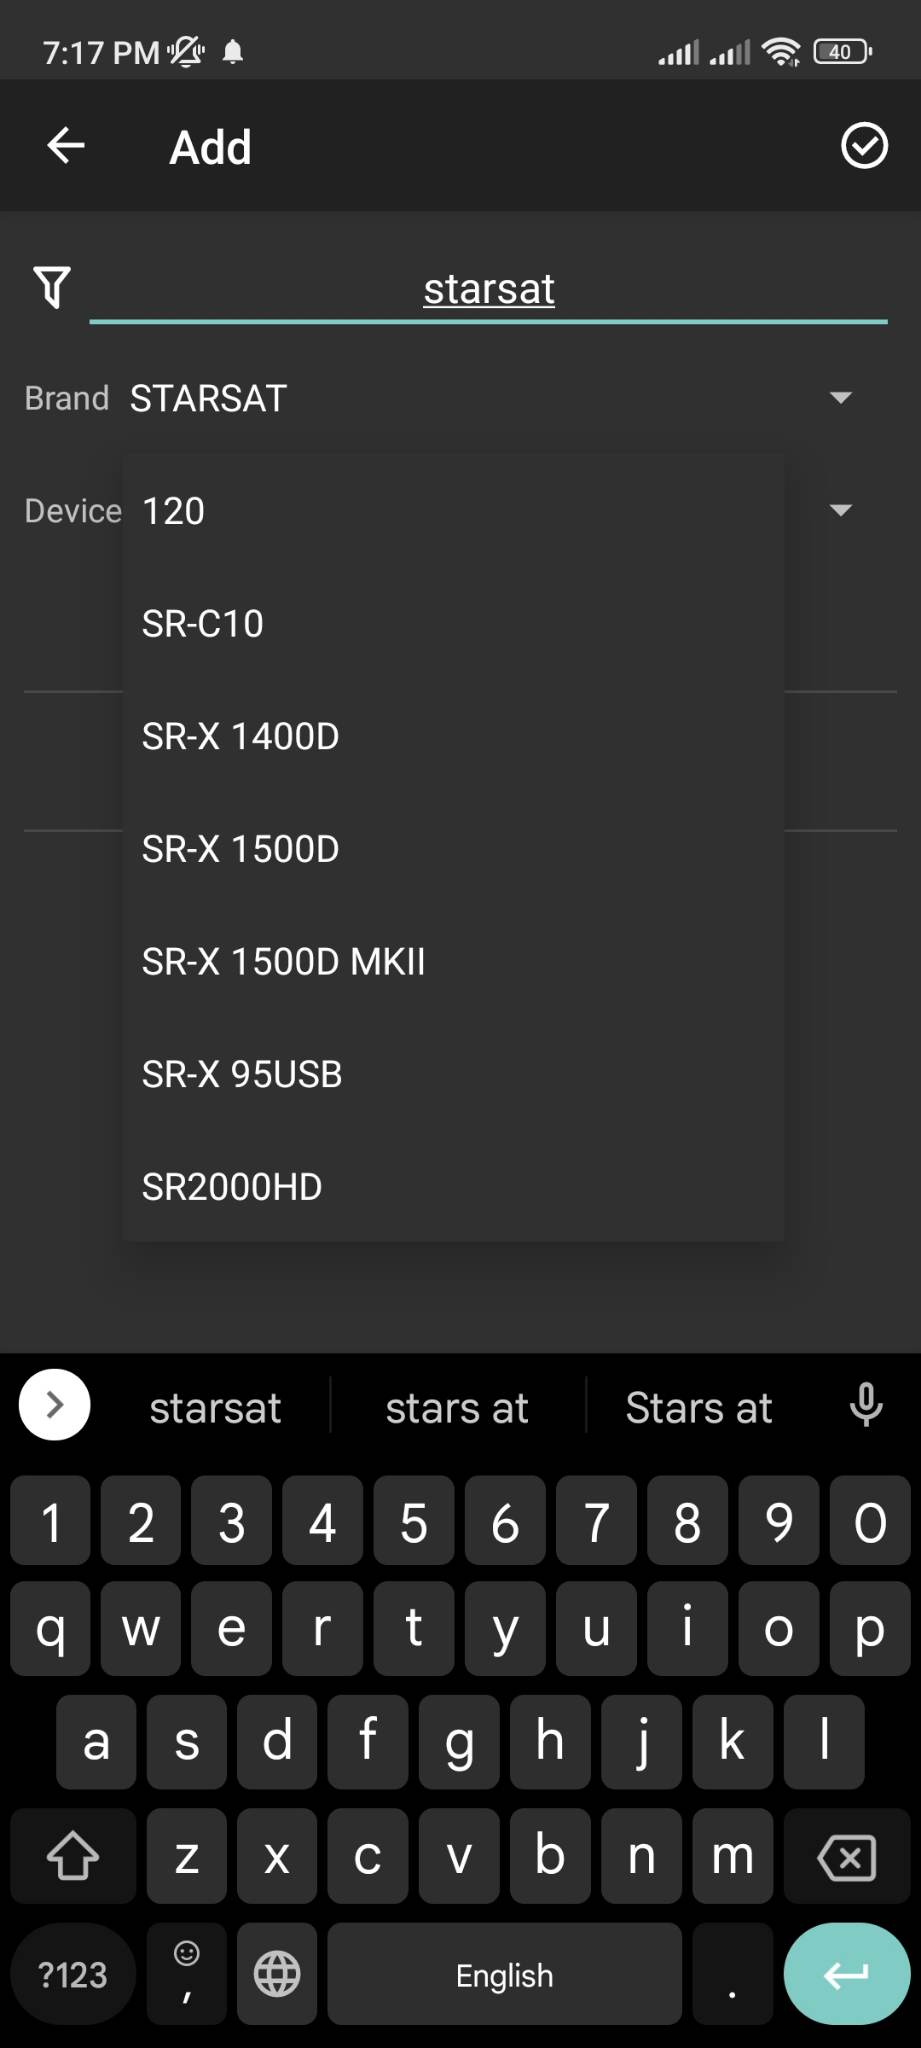 7:17 PM 40
Add
starsat
Brand STARSAT
Device 120
SR-C10
SR-X 1400D
SR-X 1500D
SR-X 1500D MKII
SR-X 95USB
SR2000HD
starsat stars at Stars at
1 2 3 4 5 6 7 8 9 0
q w e r t y u i o p
a s d f g h j k l
z x c v b n m
?123 , English .